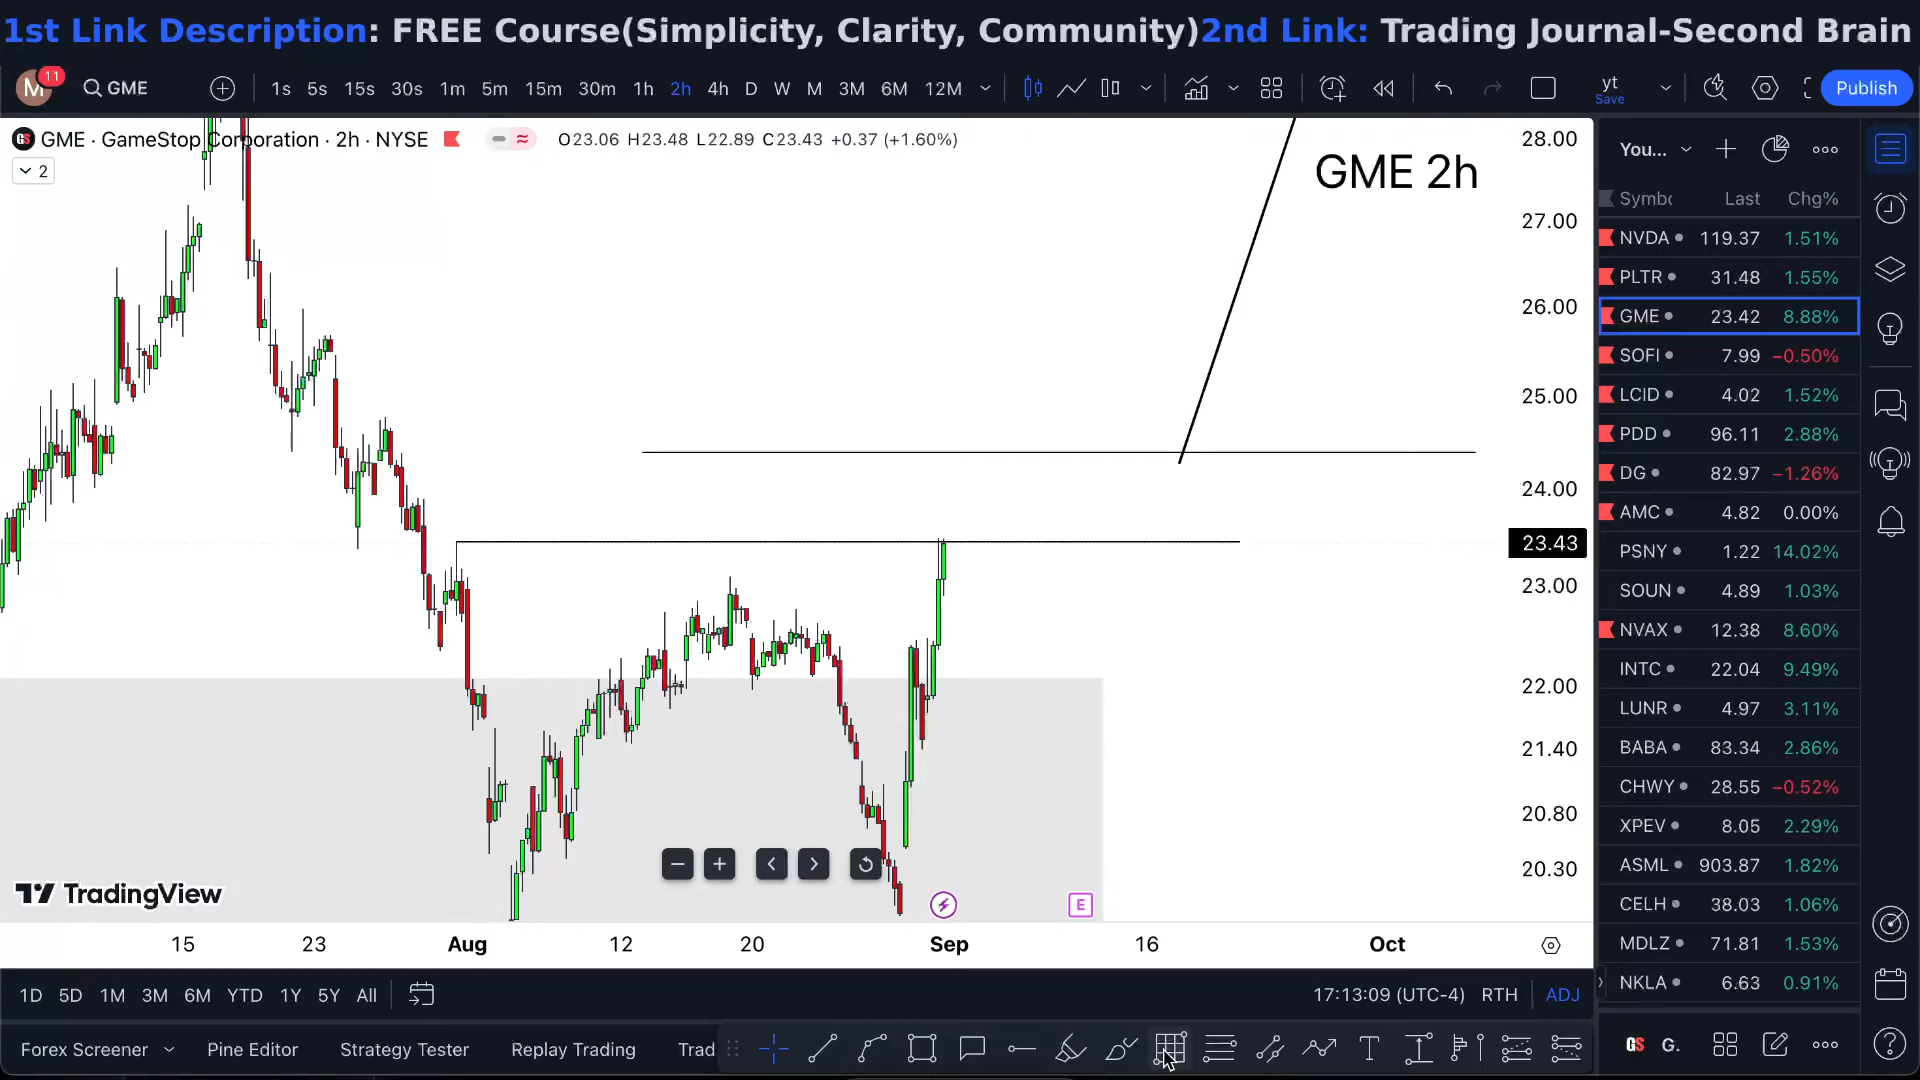 1st Link Description: FREE Course(Simplicity, Clarity, Community)2nd Link: Trading Journal-Second Brain
M 11 GME 1s 5s 15s 30s 1m 5m 15m 30m 1h 2h 4h D W M 3M 6M 12M yt Save Publish
GME · GameStop Corporation · 2h · NYSE O23.06 H23.48 L22.89 C23.43 +0.37 (+1.60%)
2
GME 2h
28.00
27.00
26.00
25.00
24.00
23.43
23.00
22.00
21.40
20.80
20.30
TradingView
E
15 23 Aug 12 20 Sep 16 Oct
1D 5D 1M 3M 6M YTD 1Y 5Y All 17:13:09 (UTC-4) RTH ADJ
Forex Screener Pine Editor Strategy Tester Replay Trading Trad
You...
Symbo Last Chg%
NVDA 119.37 1.51%
PLTR 31.48 1.55%
GME 23.42 8.88%
SOFI 7.99 −0.50%
LCID 4.02 1.52%
PDD 96.11 2.88%
DG 82.97 −1.26%
AMC 4.82 0.00%
PSNY 1.22 14.02%
SOUN 4.89 1.03%
NVAX 12.38 8.60%
INTC 22.04 9.49%
LUNR 4.97 3.11%
BABA 83.34 2.86%
CHWY 28.55 −0.52%
XPEV 8.05 2.29%
ASML 903.87 1.82%
CELH 38.03 1.06%
MDLZ 71.81 1.53%
NKLA 6.63 0.91%
GS G.